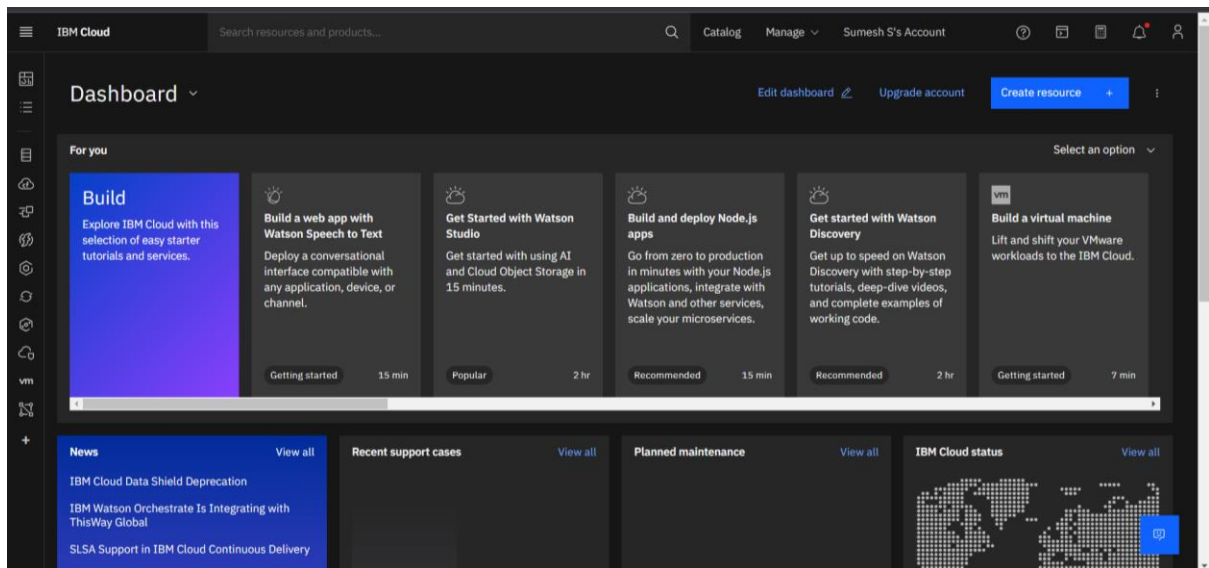 IBM Cloud
Search resources and products...
Catalog
Manage
Sumesh S's Account
Dashboard
Edit dashboard
Upgrade account
Create resource +
For you
Select an option
Build
Explore IBM Cloud with this
selection of easy starter
tutorials and services.
Build a web app with
Watson Speech to Text
Deploy a conversational
interface compatible with
any application, device, or
channel.
Getting started
15 min
Get Started with Watson
Studio
Get started with using AI
and Cloud Object Storage in
15 minutes.
Popular
2 hr
Build and deploy Node.js
apps
Go from zero to production
in minutes with your Node.js
applications, integrate with
Watson and other services,
scale your microservices.
Recommended
15 min
Get started with Watson
Discovery
Get up to speed on Watson
Discovery with step-by-step
tutorials, deep-dive videos,
and complete examples of
working code.
Recommended
2 hr
vm
Build a virtual machine
Lift and shift your VMware
workloads to the IBM Cloud.
Getting started
7 min
vm
+
News
View all
IBM Cloud Data Shield Deprecation
IBM Watson Orchestrate Is Integrating with
ThisWay Global
SLSA Support in IBM Cloud Continuous Delivery
Recent support cases
View all
Planned maintenance
View all
IBM Cloud status
View all